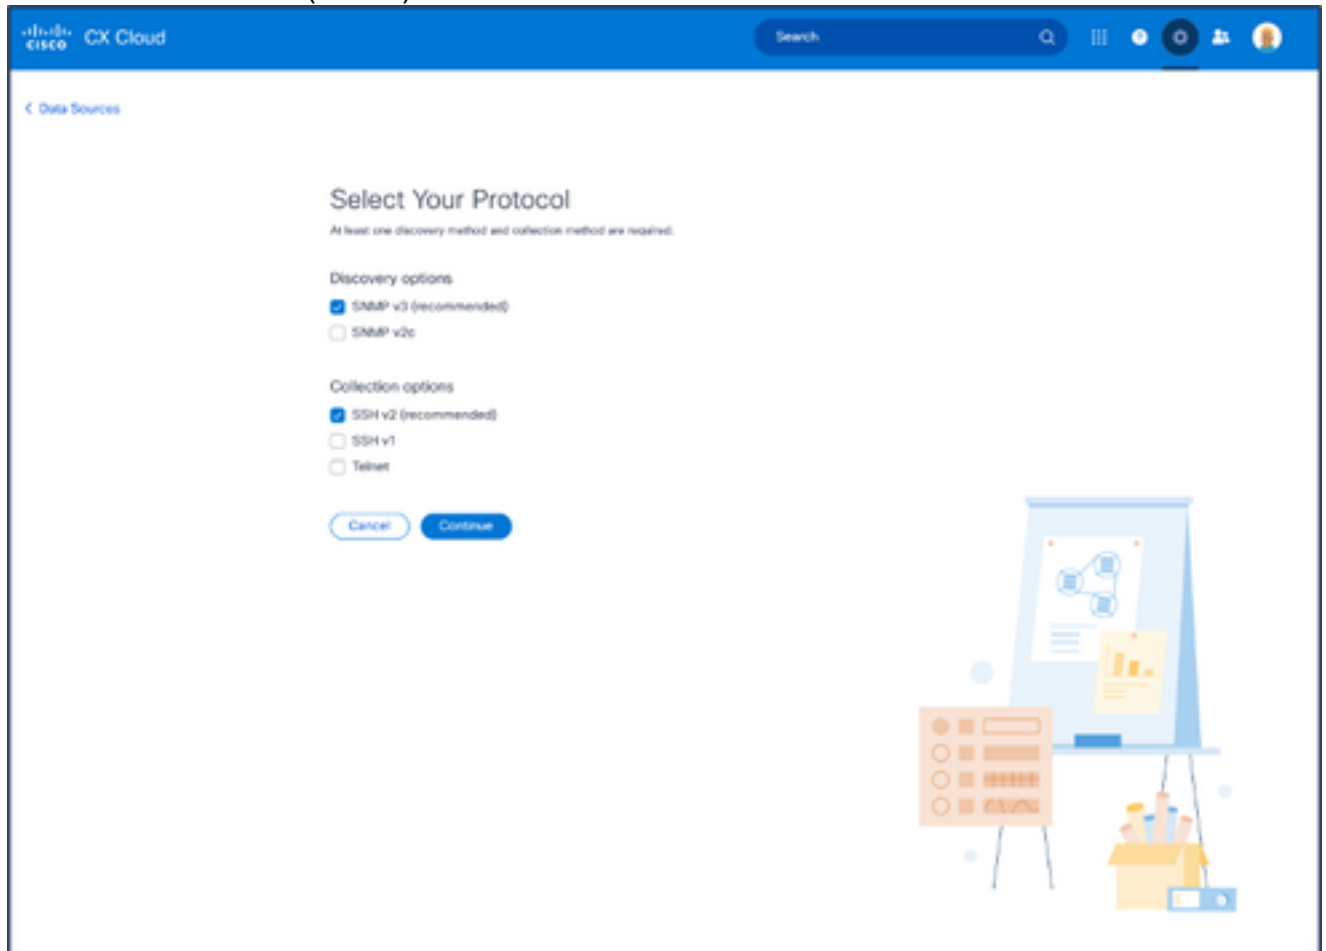 CISCO CX Cloud
Search
Data Sources
Select Your Protocol
At least one discovery method and collection method are required.
Discovery options
SNMP v3 (recommended)
SNMP v2c
Collection options
SSH v2 (recommended)
SSH v1
Telnet
Cancel Continue